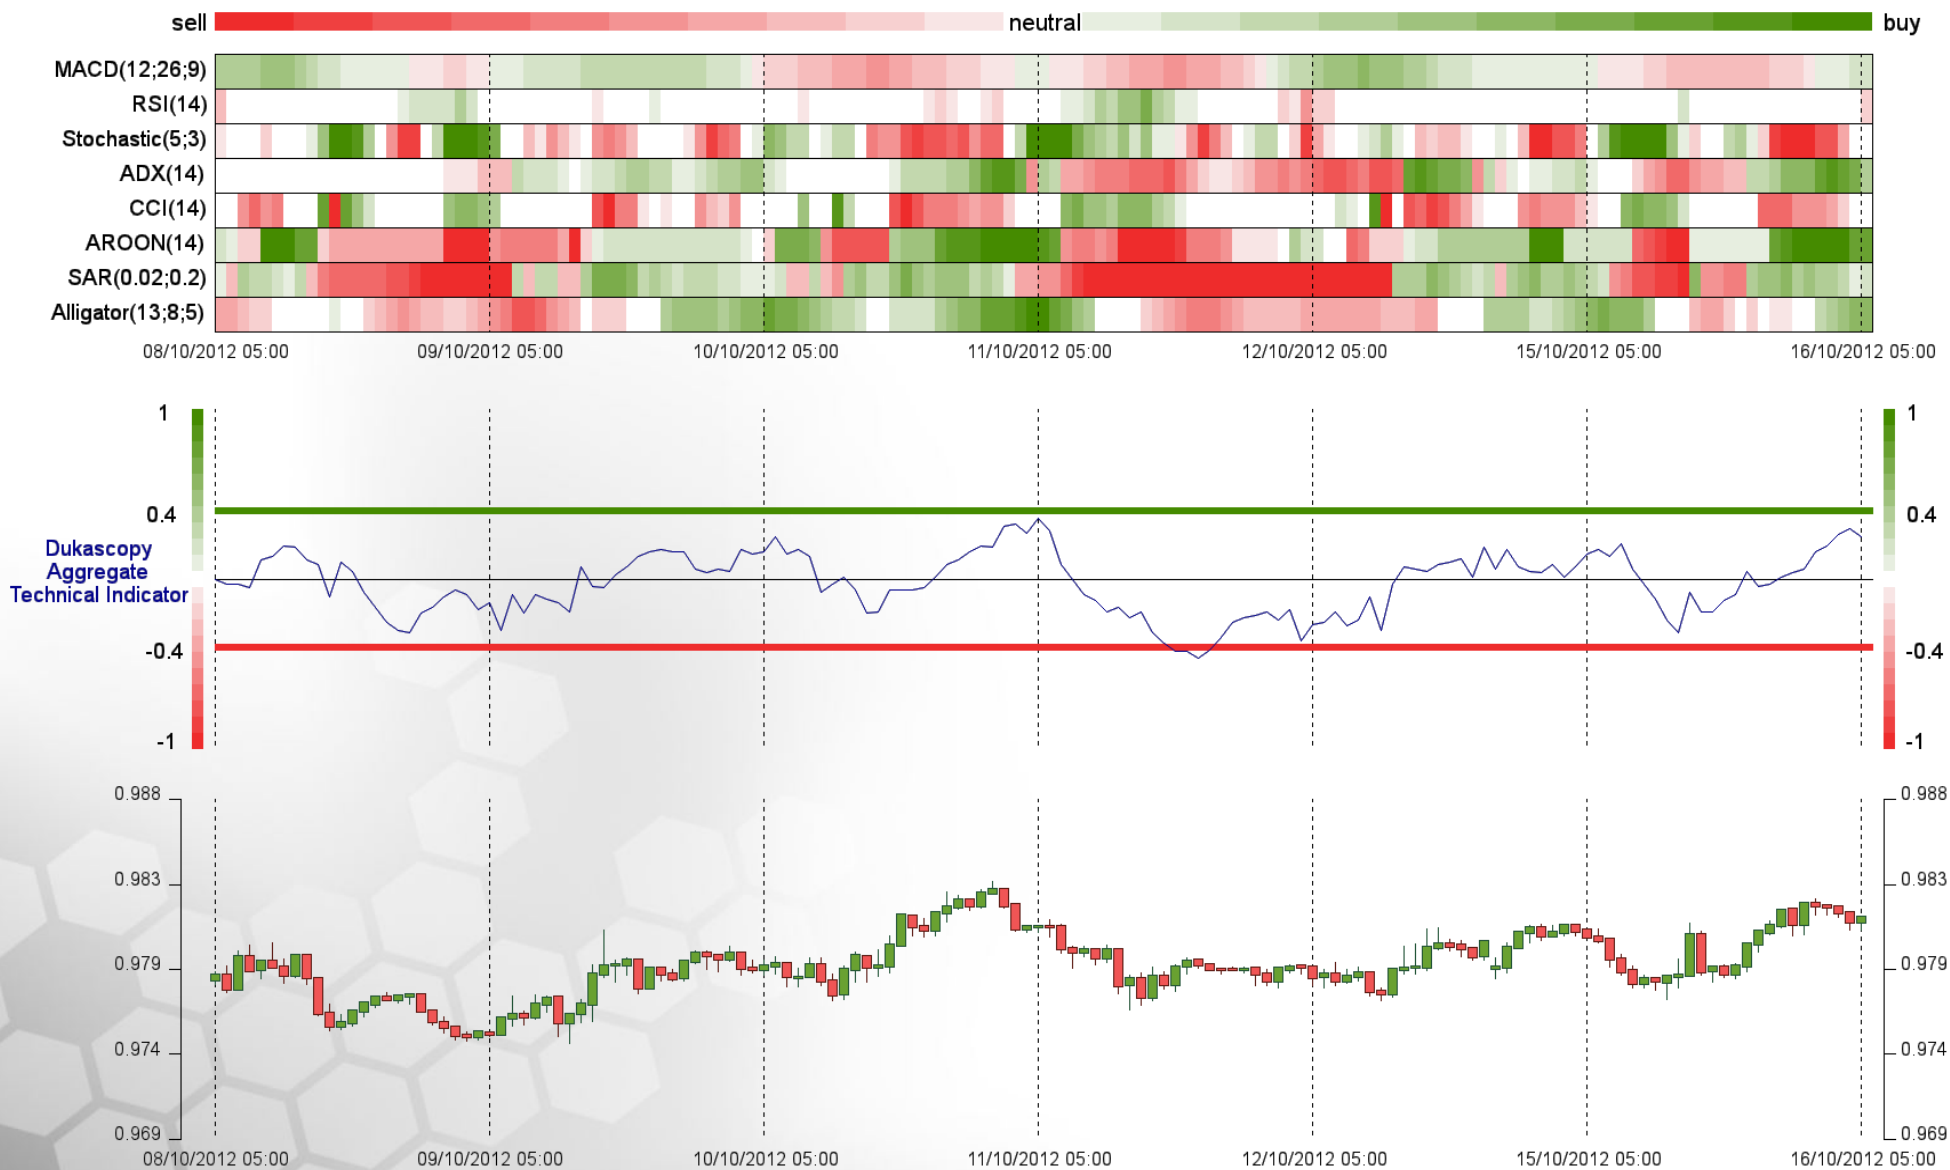 sell neutral buy
MACD(12;26;9)
RSI(14)
Stochastic(5;3)
ADX(14)
CCI(14)
AROON(14)
SAR(0.02;0.2)
Alligator(13;8;5)
08/10/2012 05:00 09/10/2012 05:00 10/10/2012 05:00 11/10/2012 05:00 12/10/2012 05:00 15/10/2012 05:00 16/10/2012 05:00
1 1
0.4 0.4
Dukascopy
Aggregate
Technical Indicator
-0.4 -0.4
-1 -1
0.988 0.988
0.983 0.983
0.979 0.979
0.974 0.974
0.969 0.969
08/10/2012 05:00 09/10/2012 05:00 10/10/2012 05:00 11/10/2012 05:00 12/10/2012 05:00 15/10/2012 05:00 16/10/2012 05:00